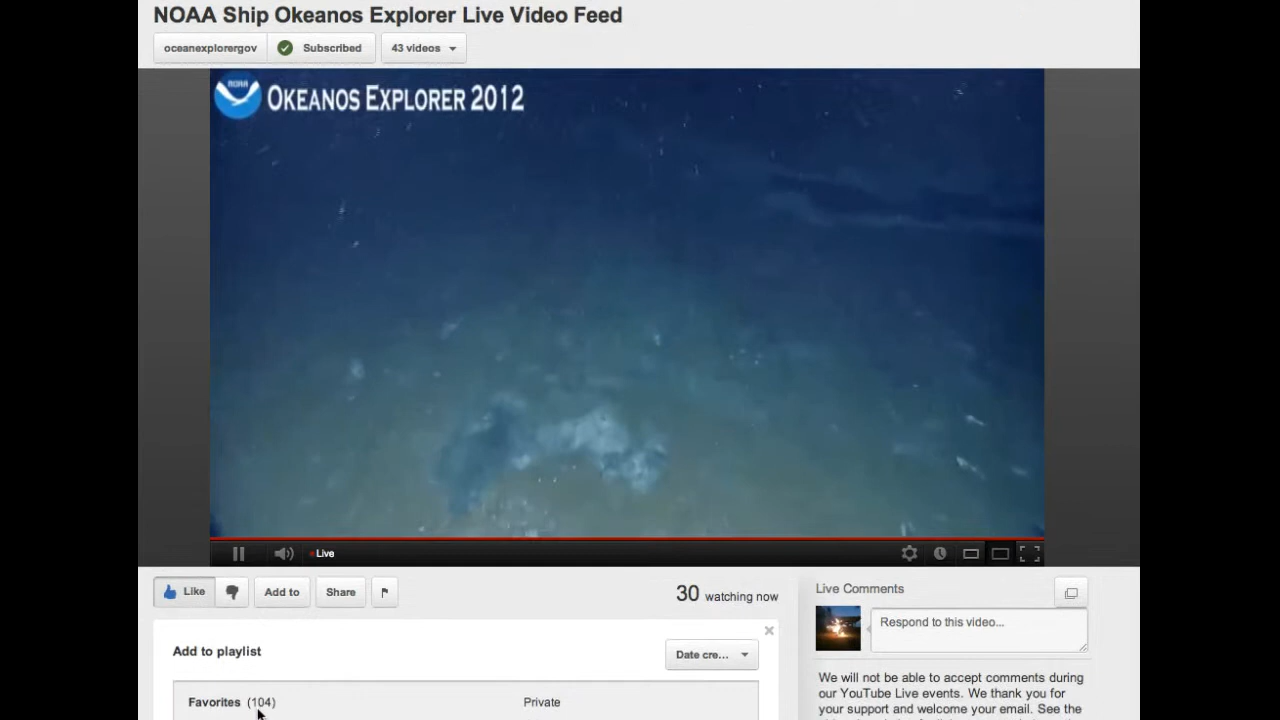 NOAA Ship Okeanos Explorer Live Video Feed
oceanexplorergov
Subscribed
43 videos
NOAA
OKEANOS EXPLORER 2012
Live
Like
Add to
Share
30 watching now
Add to playlist
Date cre...
Favorites (104)
Private
Live Comments
Respond to this video...
We will not be able to accept comments during
our YouTube Live events. We thank you for
your support and welcome your email. See the